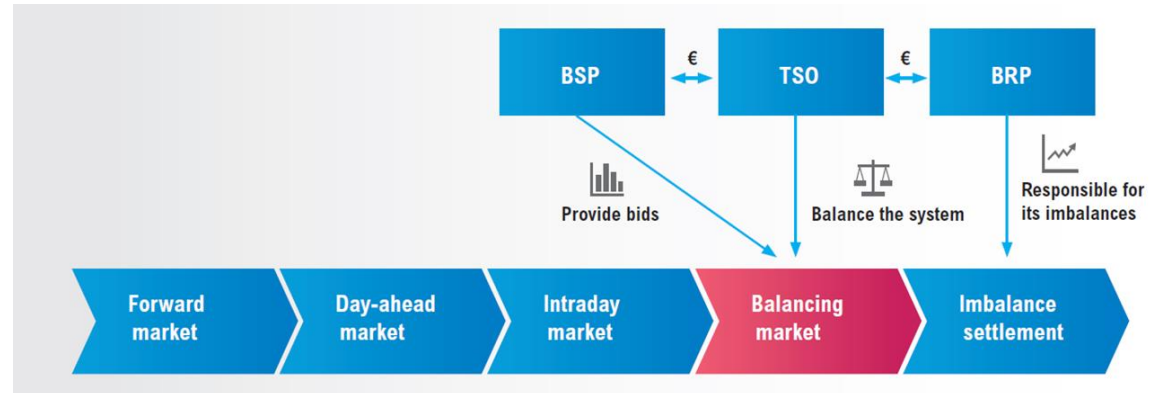 BSP
€
TSO
€
BRP
Provide bids
Balance the system
Responsible for
its imbalances
Forward
market
Day-ahead
market
Intraday
market
Balancing
market
Imbalance
settlement